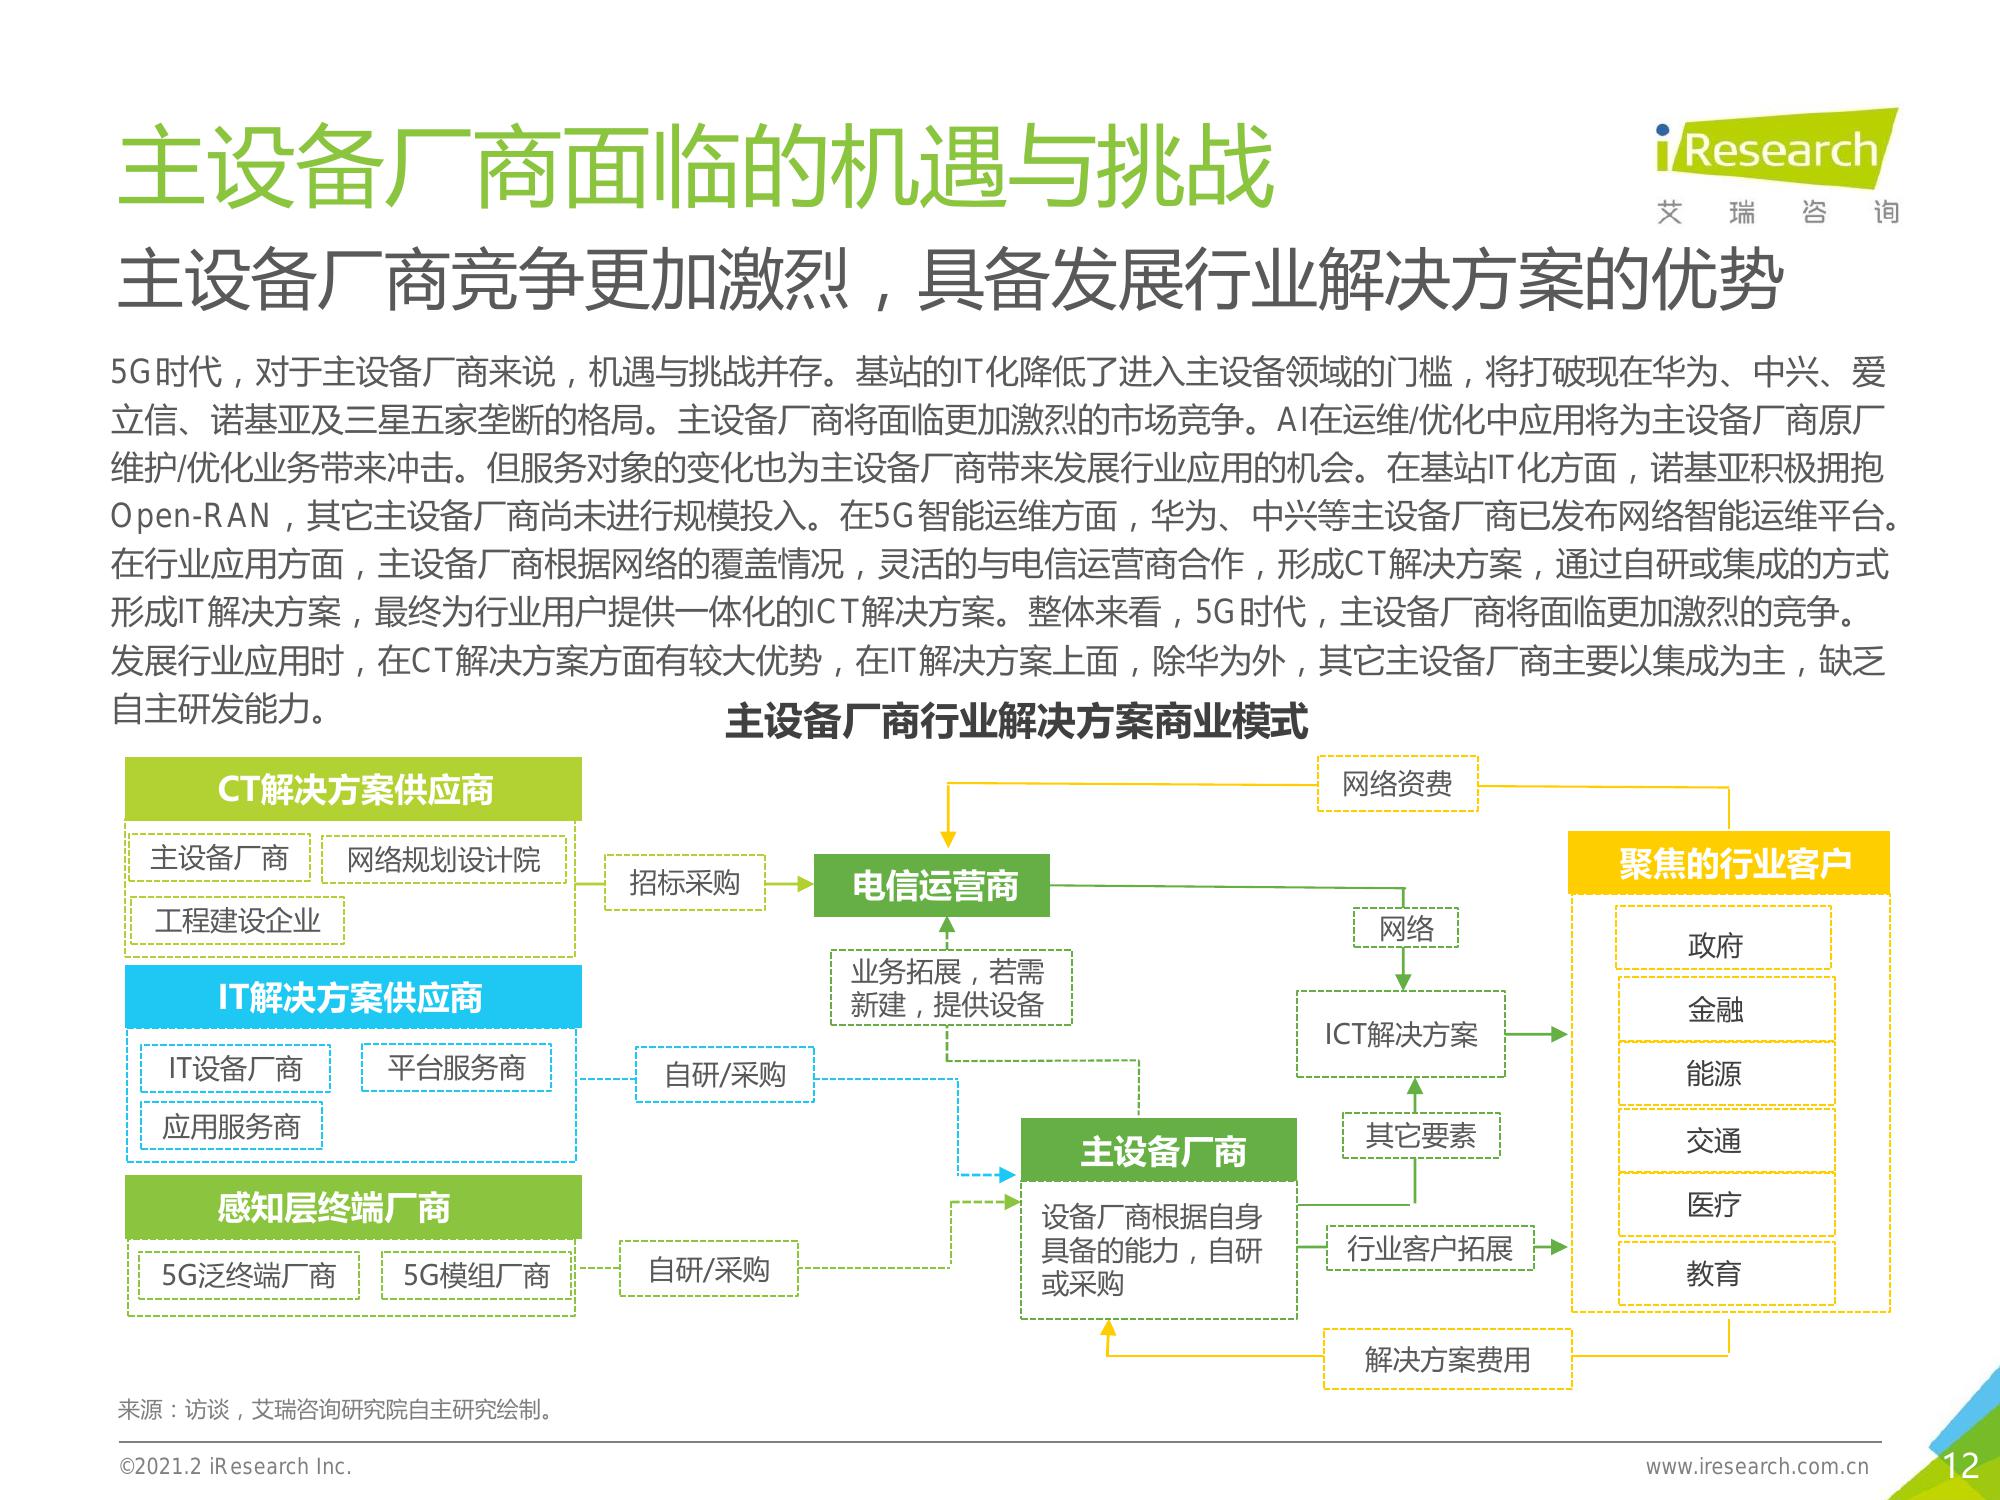 主设备厂商面临的机遇与挑战
iResearch
艾瑞咨询
主设备厂商竞争更加激烈，具备发展行业解决方案的优势
5G时代，对于主设备厂商来说，机遇与挑战并存。基站的IT化降低了进入主设备领域的门槛，将打破现在华为、中兴、爱
立信、诺基亚及三星五家垄断的格局。主设备厂商将面临更加激烈的市场竞争。AI在运维/优化中应用将为主设备厂商原厂
维护/优化业务带来冲击。但服务对象的变化也为主设备厂商带来发展行业应用的机会。在基站IT化方面，诺基亚积极拥抱
Open-RAN，其它主设备厂商尚未进行规模投入。在5G智能运维方面，华为、中兴等主设备厂商已发布网络智能运维平台。
在行业应用方面，主设备厂商根据网络的覆盖情况，灵活的与电信运营商合作，形成CT解决方案，通过自研或集成的方式
形成IT解决方案，最终为行业用户提供一体化的ICT解决方案。整体来看，5G时代，主设备厂商将面临更加激烈的竞争。
发展行业应用时，在CT解决方案方面有较大优势，在IT解决方案上面，除华为外，其它主设备厂商主要以集成为主，缺乏
自主研发能力。
主设备厂商行业解决方案商业模式
CT解决方案供应商
主设备厂商
网络规划设计院
工程建设企业
IT解决方案供应商
IT设备厂商
平台服务商
应用服务商
感知层终端厂商
5G泛终端厂商
5G模组厂商
招标采购
自研/采购
自研/采购
电信运营商
业务拓展，若需
新建，提供设备
主设备厂商
设备厂商根据自身
具备的能力，自研
或采购
网络资费
网络
ICT解决方案
其它要素
行业客户拓展
解决方案费用
聚焦的行业客户
政府
金融
能源
交通
医疗
教育
来源：访谈，艾瑞咨询研究院自主研究绘制。
©2021.2 iResearch Inc.
www.iresearch.com.cn
12